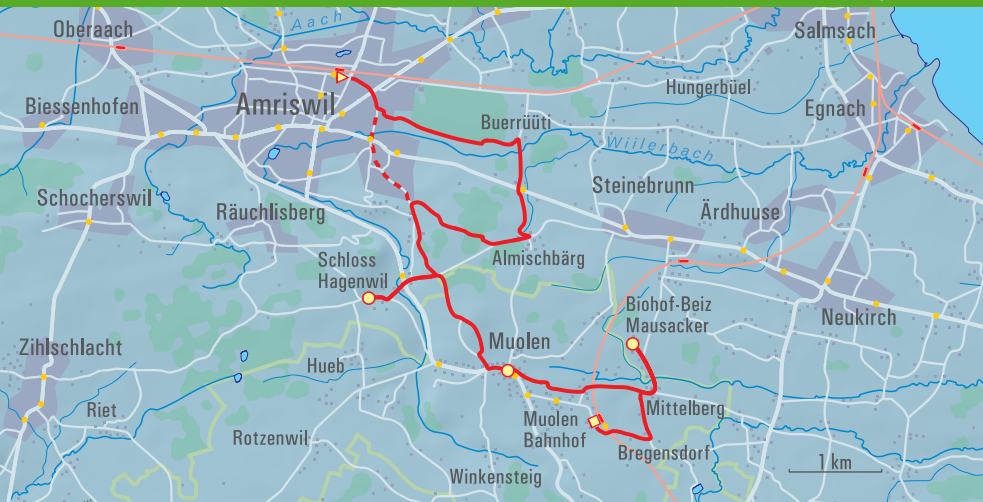 Aach
Oberaach
Salmsach
Hungerbüel
Biessenhofen
Amriswil
Egnach
Buerrüüti
Wiilerbach
Steinebrunn
Schocherswil
Räuchlisberg
Ärdhuuse
Schloss
Hagenwil
Almischbärg
Biohof-Beiz
Mausacker
Neukirch
Zihlschlacht
Muolen
Hueb
Riet
Muolen
Bahnhof
Mittelberg
Rotzenwil
Bregensdorf
Winkensteig
1 km